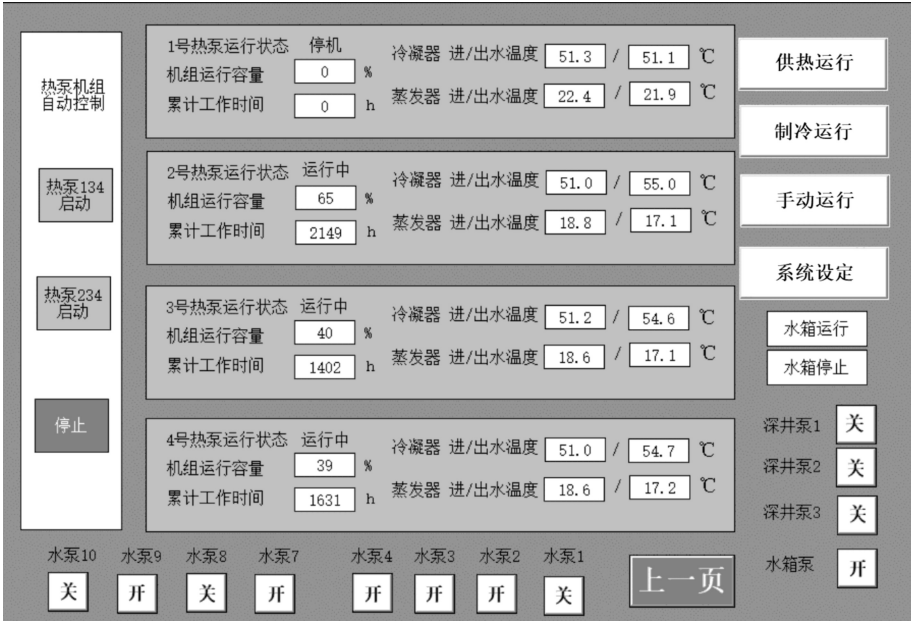 热泵机组
自动控制
热泵134
启动
热泵234
启动
停止
1号热泵运行状态 停机
机组运行容量 0 %
累计工作时间 0 h
冷凝器 进/出水温度 51.3 / 51.1 ℃
蒸发器 进/出水温度 22.4 / 21.9 ℃
2号热泵运行状态 运行中
机组运行容量 65 %
累计工作时间 2149 h
冷凝器 进/出水温度 51.0 / 55.0 ℃
蒸发器 进/出水温度 18.8 / 17.1 ℃
3号热泵运行状态 运行中
机组运行容量 40 %
累计工作时间 1402 h
冷凝器 进/出水温度 51.2 / 54.6 ℃
蒸发器 进/出水温度 18.6 / 17.1 ℃
4号热泵运行状态 运行中
机组运行容量 39 %
累计工作时间 1631 h
冷凝器 进/出水温度 51.0 / 54.7 ℃
蒸发器 进/出水温度 18.6 / 17.2 ℃
供热运行
制冷运行
手动运行
系统设定
水箱运行
水箱停止
深井泵1 关
深井泵2 关
深井泵3 关
水箱泵 开
水泵10 水泵9 水泵8 水泵7 水泵4 水泵3 水泵2 水泵1
关 开 关 开 开 开 开 关
上一页